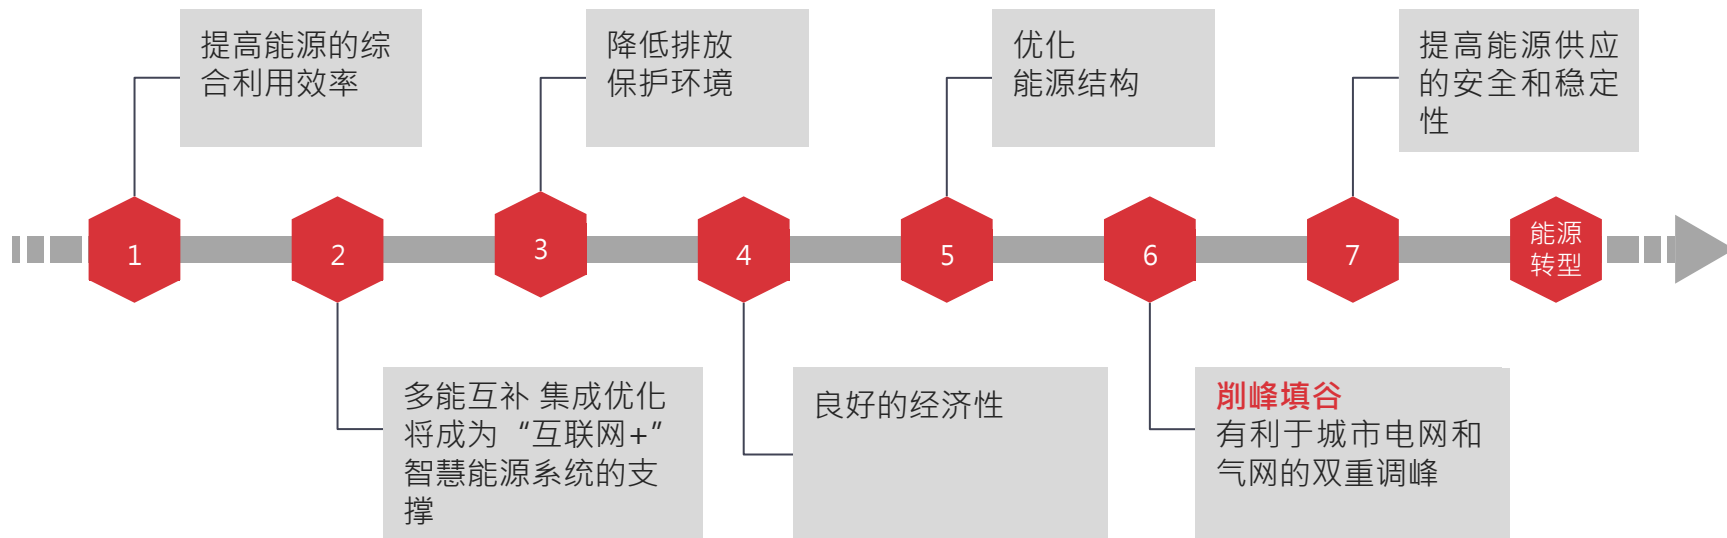 提高能源的综
合利用效率
降低排放
保护环境
优化
能源结构
提高能源供应
的安全和稳定
性
1
2
3
4
5
6
7
能源
转型
多能互补 集成优化
将成为“互联网+”
智慧能源系统的支
撑
良好的经济性
削峰填谷
有利于城市电网和
气网的双重调峰